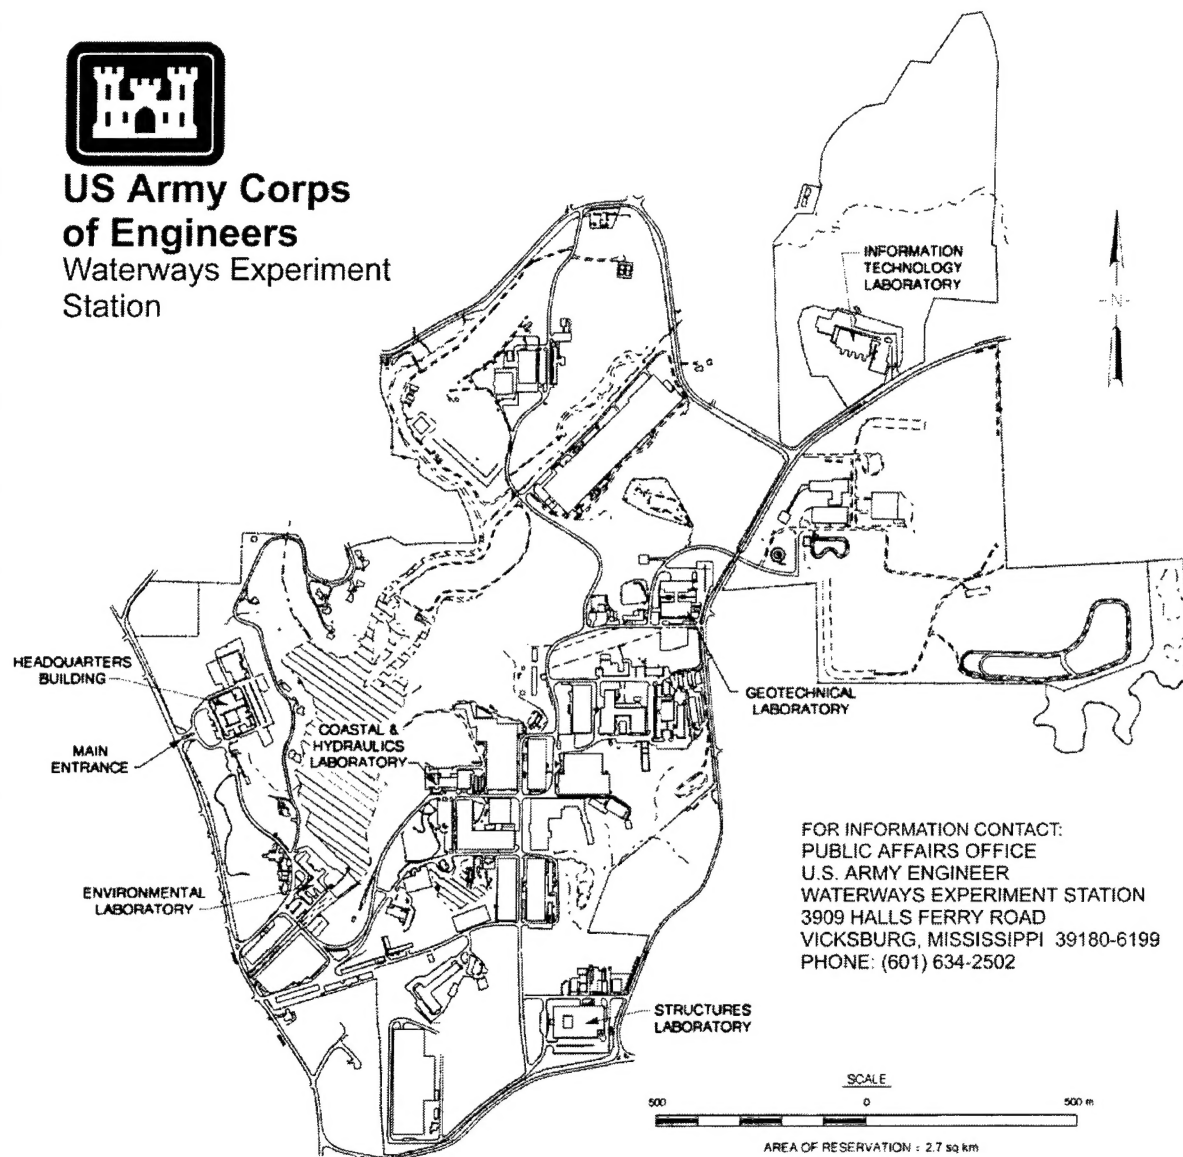 US Army Corps
of Engineers
Waterways Experiment
Station
INFORMATION
TECHNOLOGY
LABORATORY
-N-
HEADQUARTERS
BUILDING
MAIN
ENTRANCE
COASTAL &
HYDRAULICS
LABORATORY
GEOTECHNICAL
LABORATORY
ENVIRONMENTAL
LABORATORY
STRUCTURES
LABORATORY
FOR INFORMATION CONTACT:
PUBLIC AFFAIRS OFFICE
U.S. ARMY ENGINEER
WATERWAYS EXPERIMENT STATION
3909 HALLS FERRY ROAD
VICKSBURG, MISSISSIPPI  39180-6199
PHONE: (601) 634-2502
SCALE
500 0 500 m
AREA OF RESERVATION : 2.7 sq km